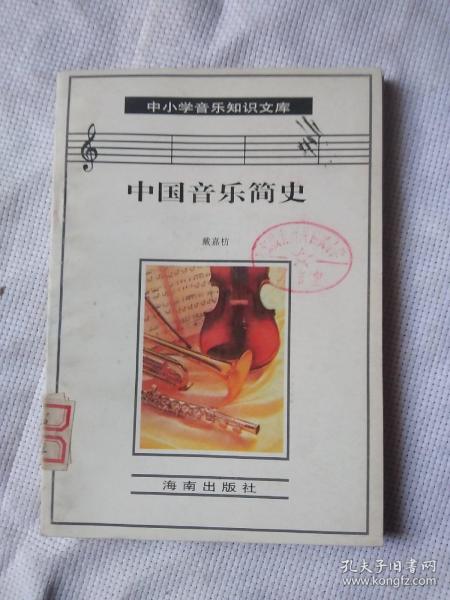 中小学音乐知识文库
中国音乐简史
戴嘉枋
海南出版社
孔夫子旧书网
www.kongfz.com